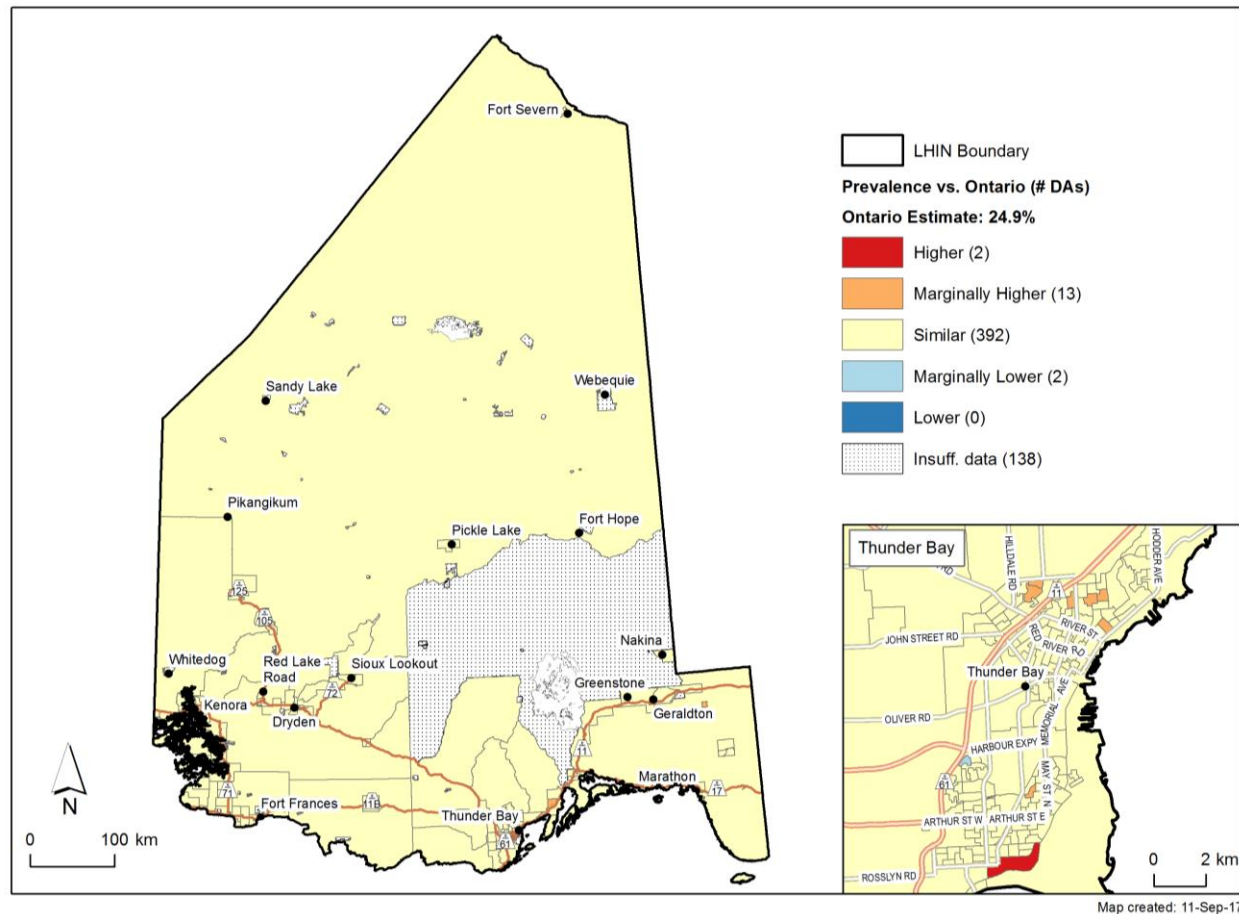 Fort Severn
Sandy Lake
Webequie
Pikangikum
Pickle Lake
Fort Hope
125
105
Whitedog
Red Lake
Road
Sioux Lookout
72
Nakina
Kenora
Dryden
Greenstone
Geraldton
11
71
Fort Frances
11B
Marathon
17
Thunder Bay
61
N
0 100 km
LHIN Boundary
Prevalence vs. Ontario (# DAs)
Ontario Estimate: 24.9%
Higher (2)
Marginally Higher (13)
Similar (392)
Marginally Lower (2)
Lower (0)
Insuff. data (138)
Thunder Bay
HILLDALE RD
HODDER AVE
11
RIVER ST
JOHN STREET RD
RED RIVER RD
Thunder Bay
OLIVER RD
MEMORIAL AVE
HARBOUR EXPY
61
MAY ST N
ARTHUR ST W
ARTHUR ST E
ROSSLYN RD
0 2 km
Map created: 11-Sep-17